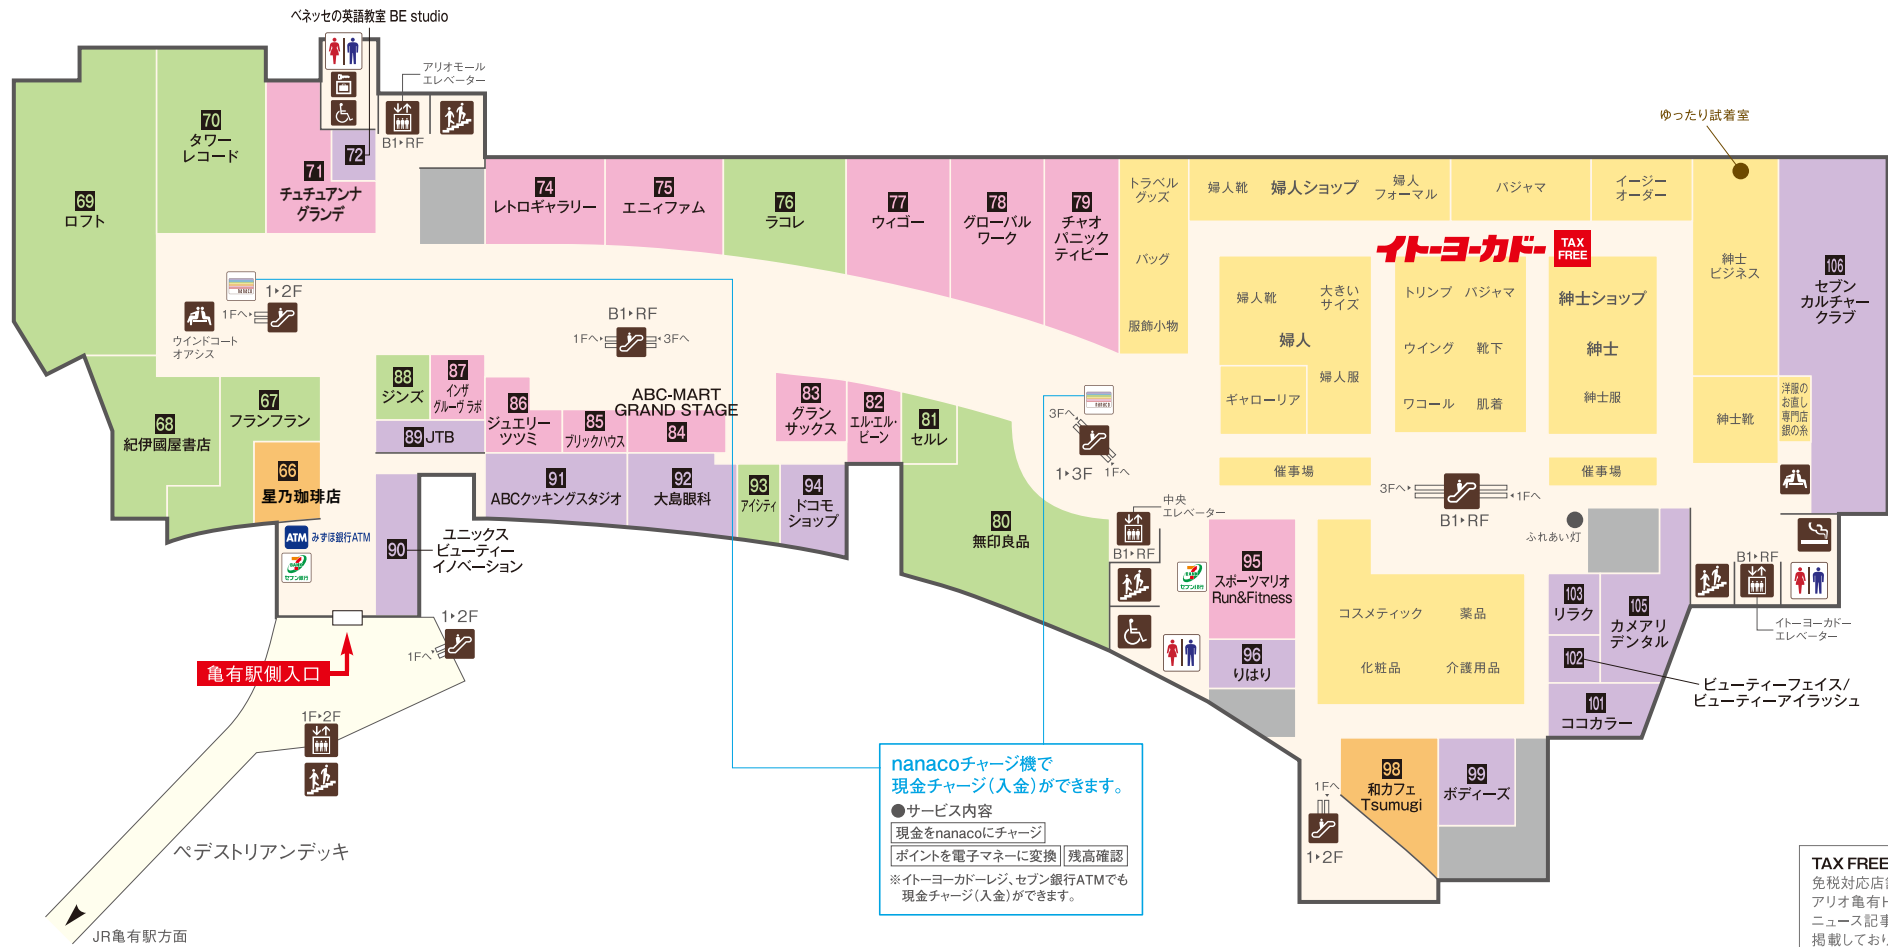 ベネッセの英語教室 BE studio
アリオモール
エレベーター
B1▸RF
69
ロフト
70
タワー
レコード
71
チュチュアンナ
グランデ
72
74
レトロギャラリー
75
エニィファム
76
ラコレ
77
ウィゴー
78
グローバル
ワーク
79
チャオ
パニック
ティピー
トラベル
グッズ
バッグ
服飾小物
婦人靴
婦人ショップ
婦人
フォーマル
パジャマ
イージー
オーダー
ゆったり試着室
イトーヨーカドー
TAX
FREE
紳士
ビジネス
106
セブン
カルチャー
クラブ
婦人靴
大きい
サイズ
婦人
婦人服
ギャローリア
トリンプ
パジャマ
ウイング
靴下
ワコール
肌着
紳士ショップ
紳士
紳士服
紳士靴
洋服の
お直し
専門店
銀の糸
催事場
催事場
nanaco
1▸2F
1Fへ
ウインドコート
オアシス
B1▸RF
1Fへ
3Fへ
68
紀伊國屋書店
67
フランフラン
66
星乃珈琲店
88
ジンズ
87
インザ
グルーヴ ラボ
89 JTB
86
ジュエリー
ツツミ
85
ブリックハウス
ABC-MART
GRAND STAGE
84
83
グラン
サックス
82
エル・エル・
ビーン
81
セルレ
91
ABCクッキングスタジオ
92
大島眼科
93
アイシティ
94
ドコモ
ショップ
80
無印良品
nanaco
3Fへ
1▸3F
1Fへ
中央
エレベーター
B1▸RF
3Fへ
1Fへ
B1▸RF
ふれあい灯
ATM みずほ銀行ATM
セブン銀行
90
ユニックス
ビューティー
イノベーション
1▸2F
1Fへ
亀有駅側入口
1F▸2F
ペデストリアンデッキ
JR亀有駅方面
セブン銀行
95
スポーツマリオ
Run&Fitness
96
りはり
コスメティック
薬品
化粧品
介護用品
103
リラク
105
カメアリ
デンタル
102
101
ココカラー
ビューティーフェイス/
ビューティーアイラッシュ
B1▸RF
イトーヨーカドー
エレベーター
98
和カフェ
Tsumugi
99
ボディーズ
1Fへ
1▸2F
nanacoチャージ機で
現金チャージ(入金)ができます。
●サービス内容
現金をnanacoにチャージ
ポイントを電子マネーに変換 残高確認
※イトーヨーカドーレジ、セブン銀行ATMでも
現金チャージ(入金)ができます。
TAX FREE
免税対応店
アリオ亀有
ニュース記事
掲載しており